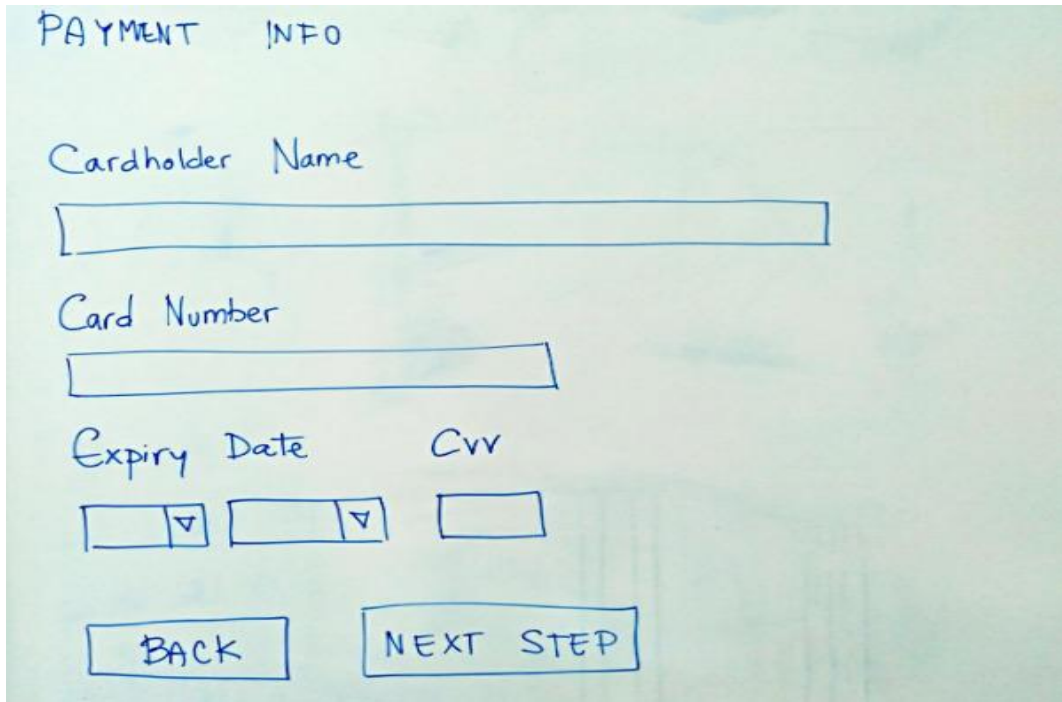 PAYMENT INFO
Cardholder Name
Card Number
Expiry Date Cvv
BACK NEXT STEP